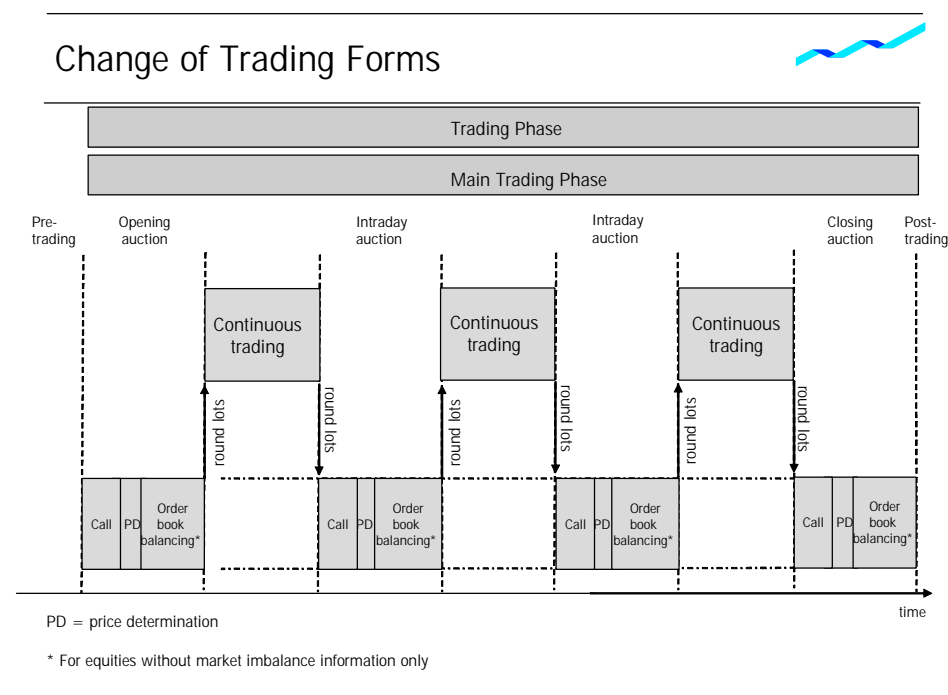 Change of Trading Forms
Trading Phase
Main Trading Phase
Pre-
trading
Opening
auction
Intraday
auction
Intraday
auction
Closing
auction
Post-
trading
Continuous
trading
Continuous
trading
Continuous
trading
round lots
round lots
round lots
round lots
round lots
round lots
Call
PD
Order
book
balancing*
Call
PD
Order
book
balancing*
Call
PD
Order
book
balancing*
Call
PD
Order
book
balancing*
time
PD = price determination
* For equities without market imbalance information only